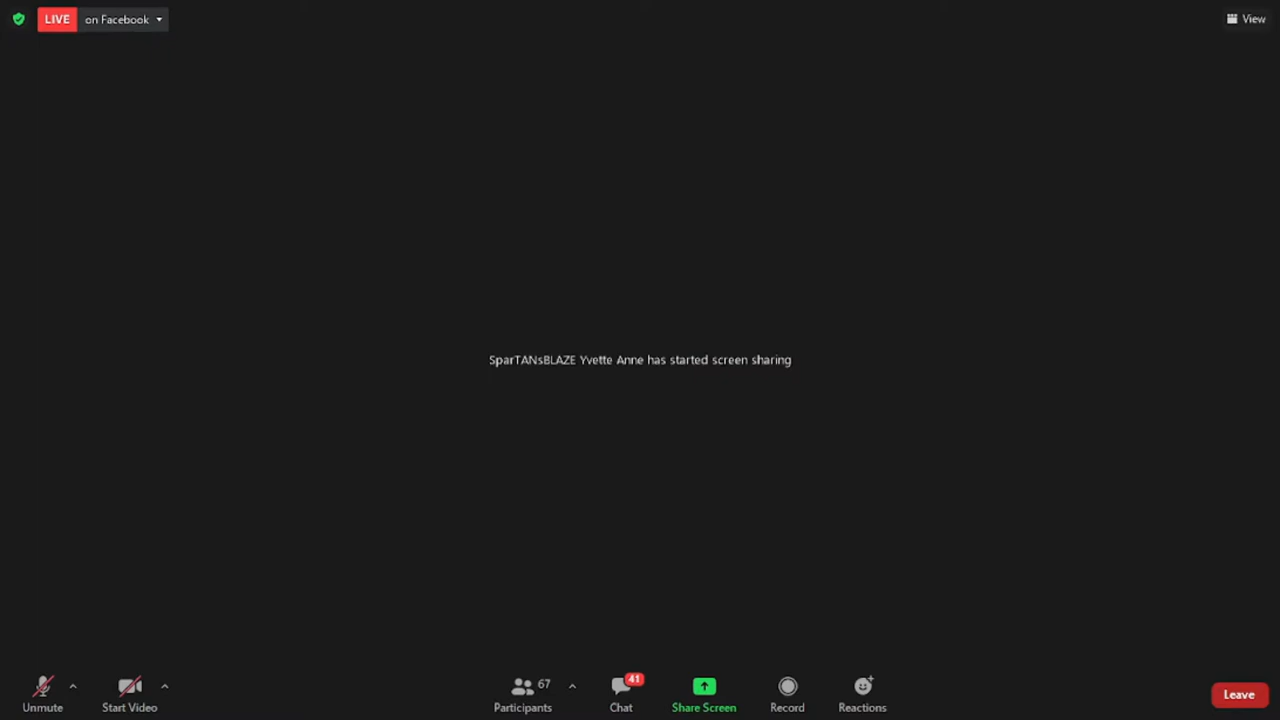 LIVE on Facebook
View
SparTANsBLAZE Yvette Anne has started screen sharing
67
41
Unmute
Start Video
Participants
Chat
Share Screen
Record
Reactions
Leave